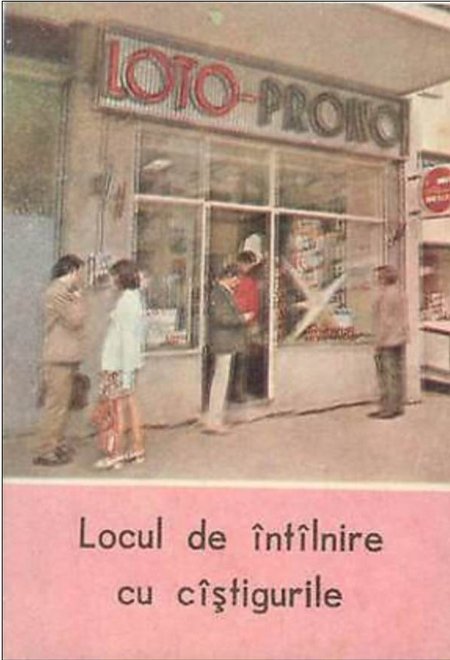 LOTO-PRONO
Locul de întîlnire
cu cîştigurile